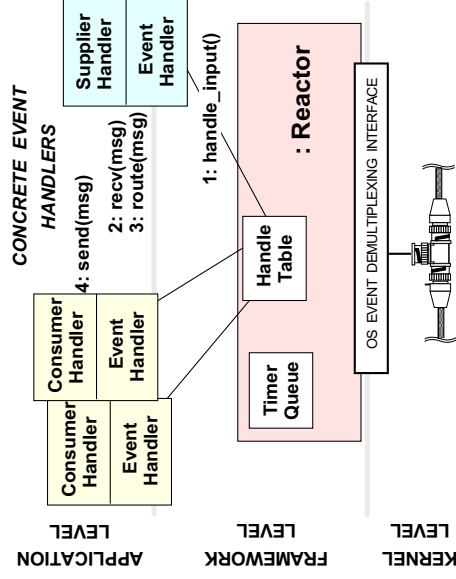 CONCRETE EVENT
HANDLERS
Consumer
Handler
Event
Handler
Consumer
Handler
Event
Handler
4: send(msg)
2: recv(msg)
3: route(msg)
Supplier
Handler
Event
Handler
1: handle_input()
APPLICATION
LEVEL
Timer
Queue
Handle
Table
: Reactor
FRAMEWORK
LEVEL
OS EVENT DEMULTIPLEXING INTERFACE
KERNEL
LEVEL